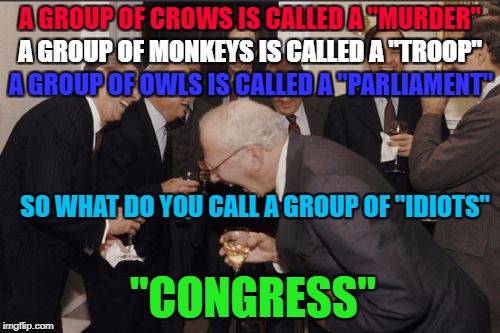 A GROUP OF CROWS IS CALLED A "MURDER"
A GROUP OF MONKEYS IS CALLED A "TROOP"
A GROUP OF OWLS IS CALLED A "PARLIAMENT"
SO WHAT DO YOU CALL A GROUP OF "IDIOTS"
"CONGRESS"
imgflip.com